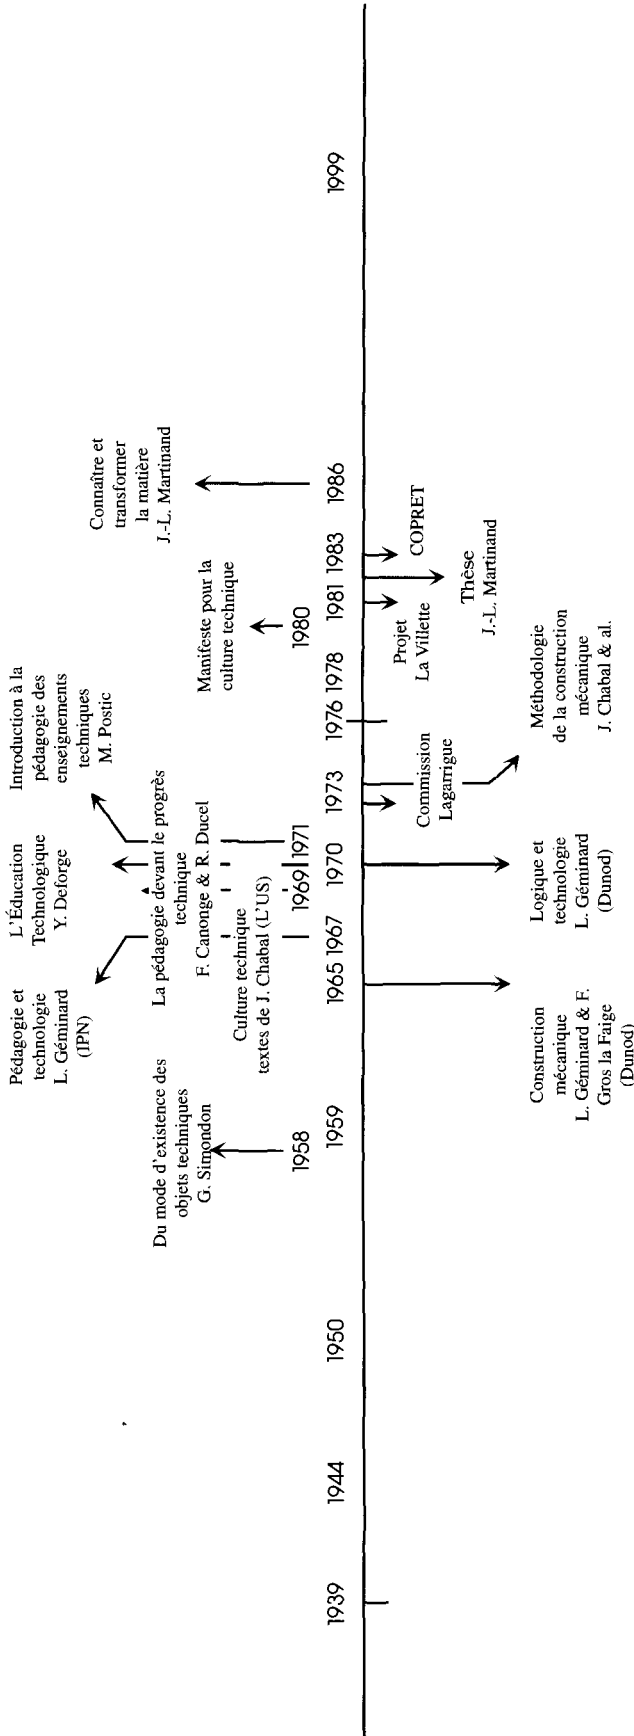 Pédagogie et
technologie
L. Géminard
(IPN)
L'Éducation
Technologique
Y. Deforge
Introduction à la
pédagogie des
enseignements
techniques
M. Postic
Connaître et
transformer
la matière
J.-L. Martinand
Du mode d'existence des
objets techniques
G. Simondon
La pédagogie devant le progrès
technique
F. Canonge & R. Ducel
Culture technique
textes de J. Chabal (L'US)
Manifeste pour la
culture technique
1958
1969
1971
1980
1939
1944
1950
1959
1965
1967
1970
1973
1976
1978
1981
1983
1986
1999
Commission
Lagarrigue
Projet
La Villette
COPRET
Thèse
J.-L. Martinand
Construction
mécanique
L. Géminard & F.
Gros la Faige
(Dunod)
Logique et
technologie
L. Géminard
(Dunod)
Méthodologie
de la construction
mécanique
J. Chabal & al.